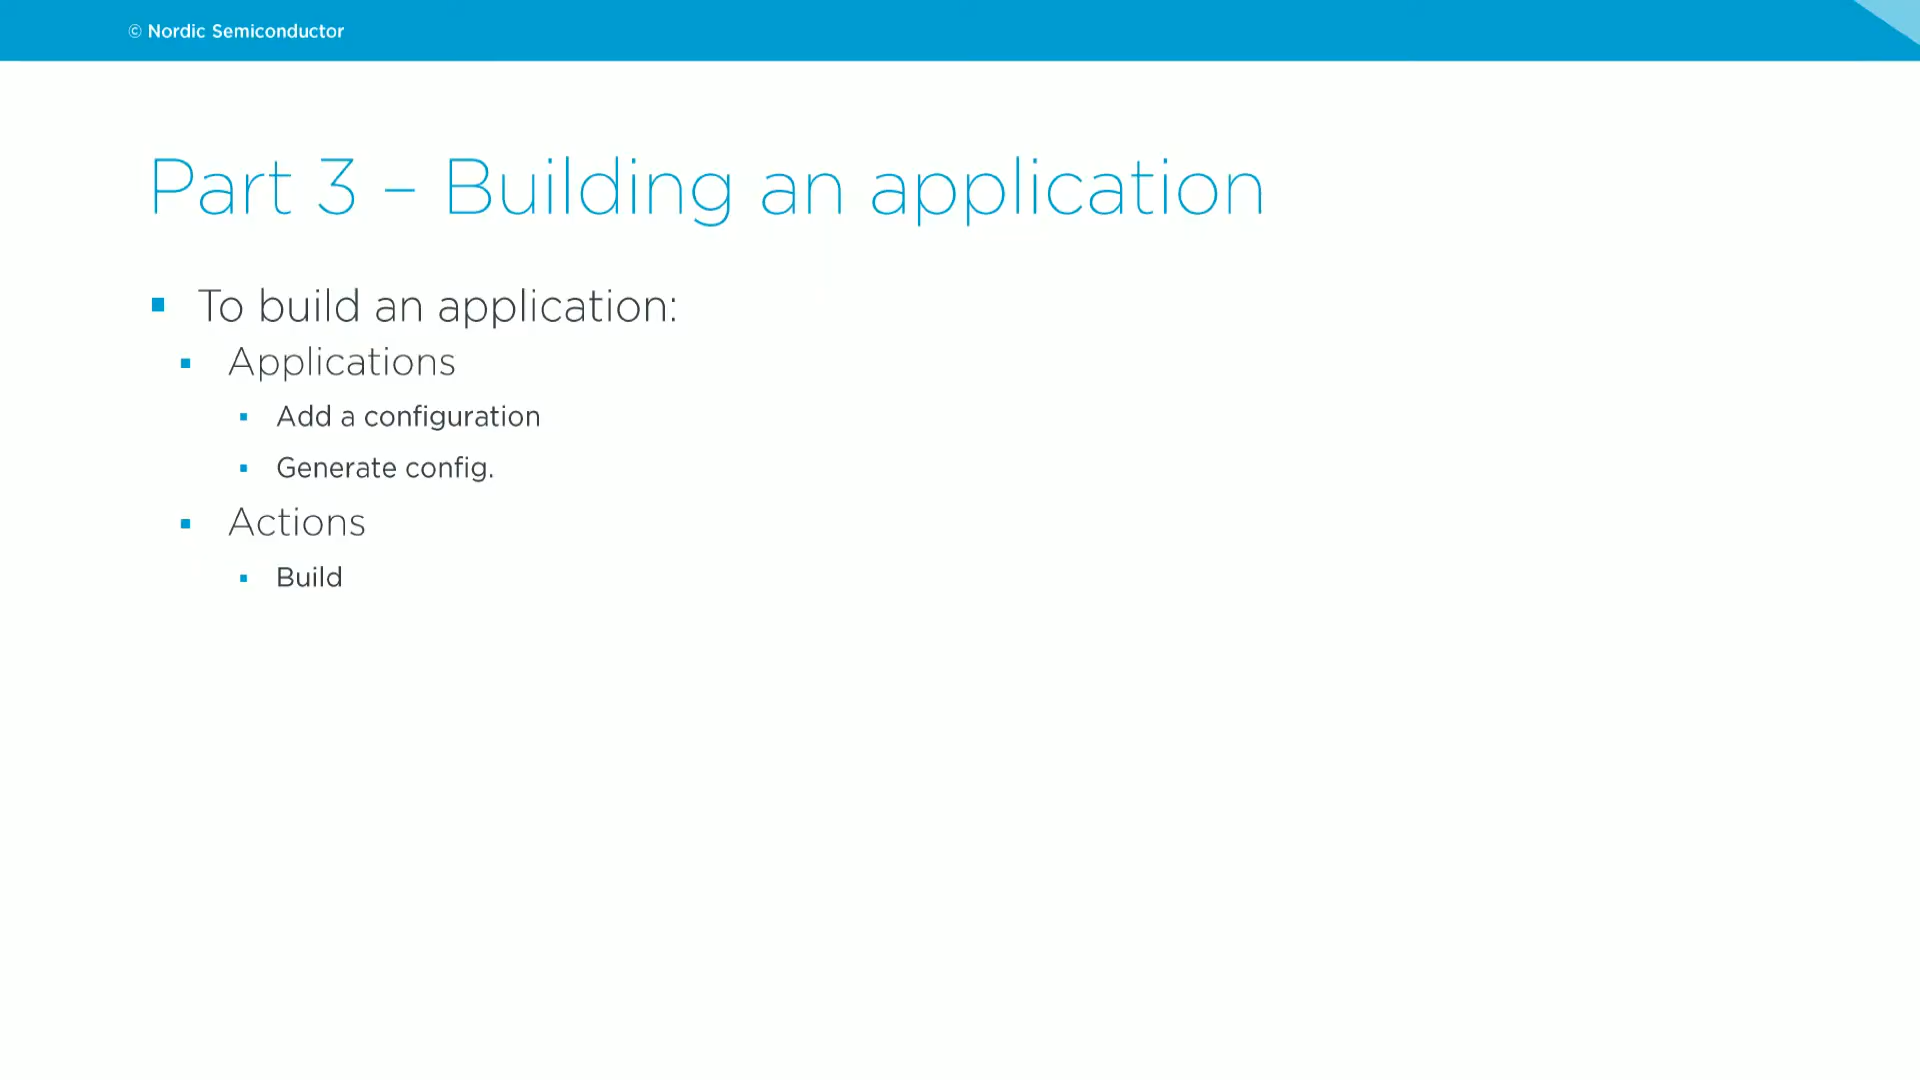 © Nordic Semiconductor
Part 3 – Building an application
To build an application:
Applications
Add a configuration
Generate config.
Actions
Build